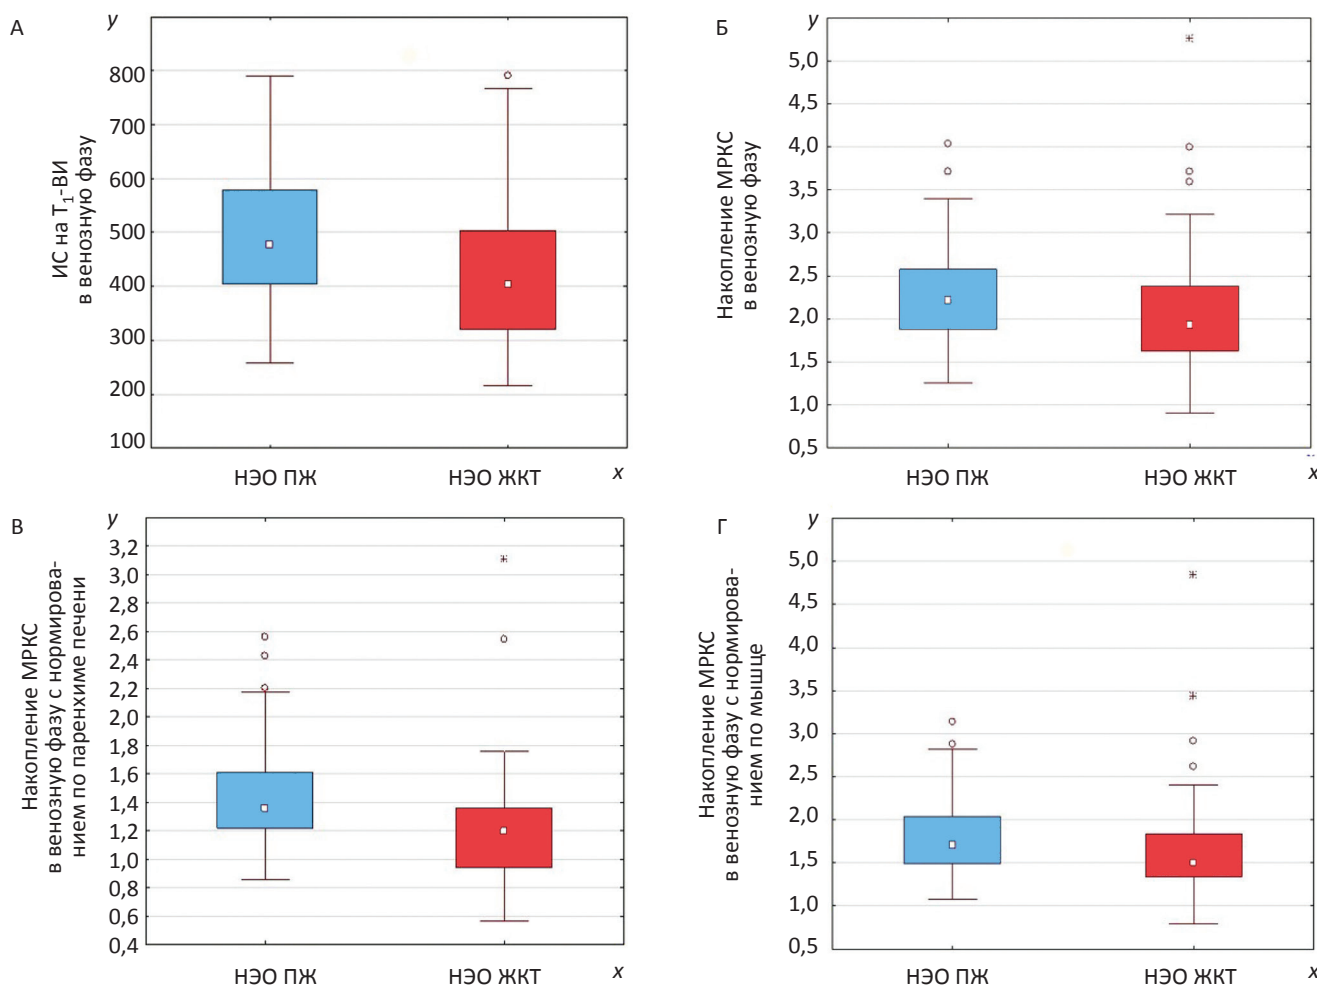 А
y
ИС на T1-ВИ
в венозную фазу
800
700
600
500
400
300
200
100
НЭО ПЖ
НЭО ЖКТ
x
Б
y
Накопление МРКС
в венозную фазу
5,0
4,5
4,0
3,5
3,0
2,5
2,0
1,5
1,0
0,5
НЭО ПЖ
НЭО ЖКТ
x
В
y
Накопление МРКС
в венозную фазу с нормирова-
нием по паренхиме печени
3,2
3,0
2,8
2,6
2,4
2,2
2,0
1,8
1,6
1,4
1,2
1,0
0,8
0,6
0,4
НЭО ПЖ
НЭО ЖКТ
x
Г
y
Накопление МРКС
в венозную фазу с нормирова-
нием по мышце
5,0
4,5
4,0
3,5
3,0
2,5
2,0
1,5
1,0
0,5
НЭО ПЖ
НЭО ЖКТ
x